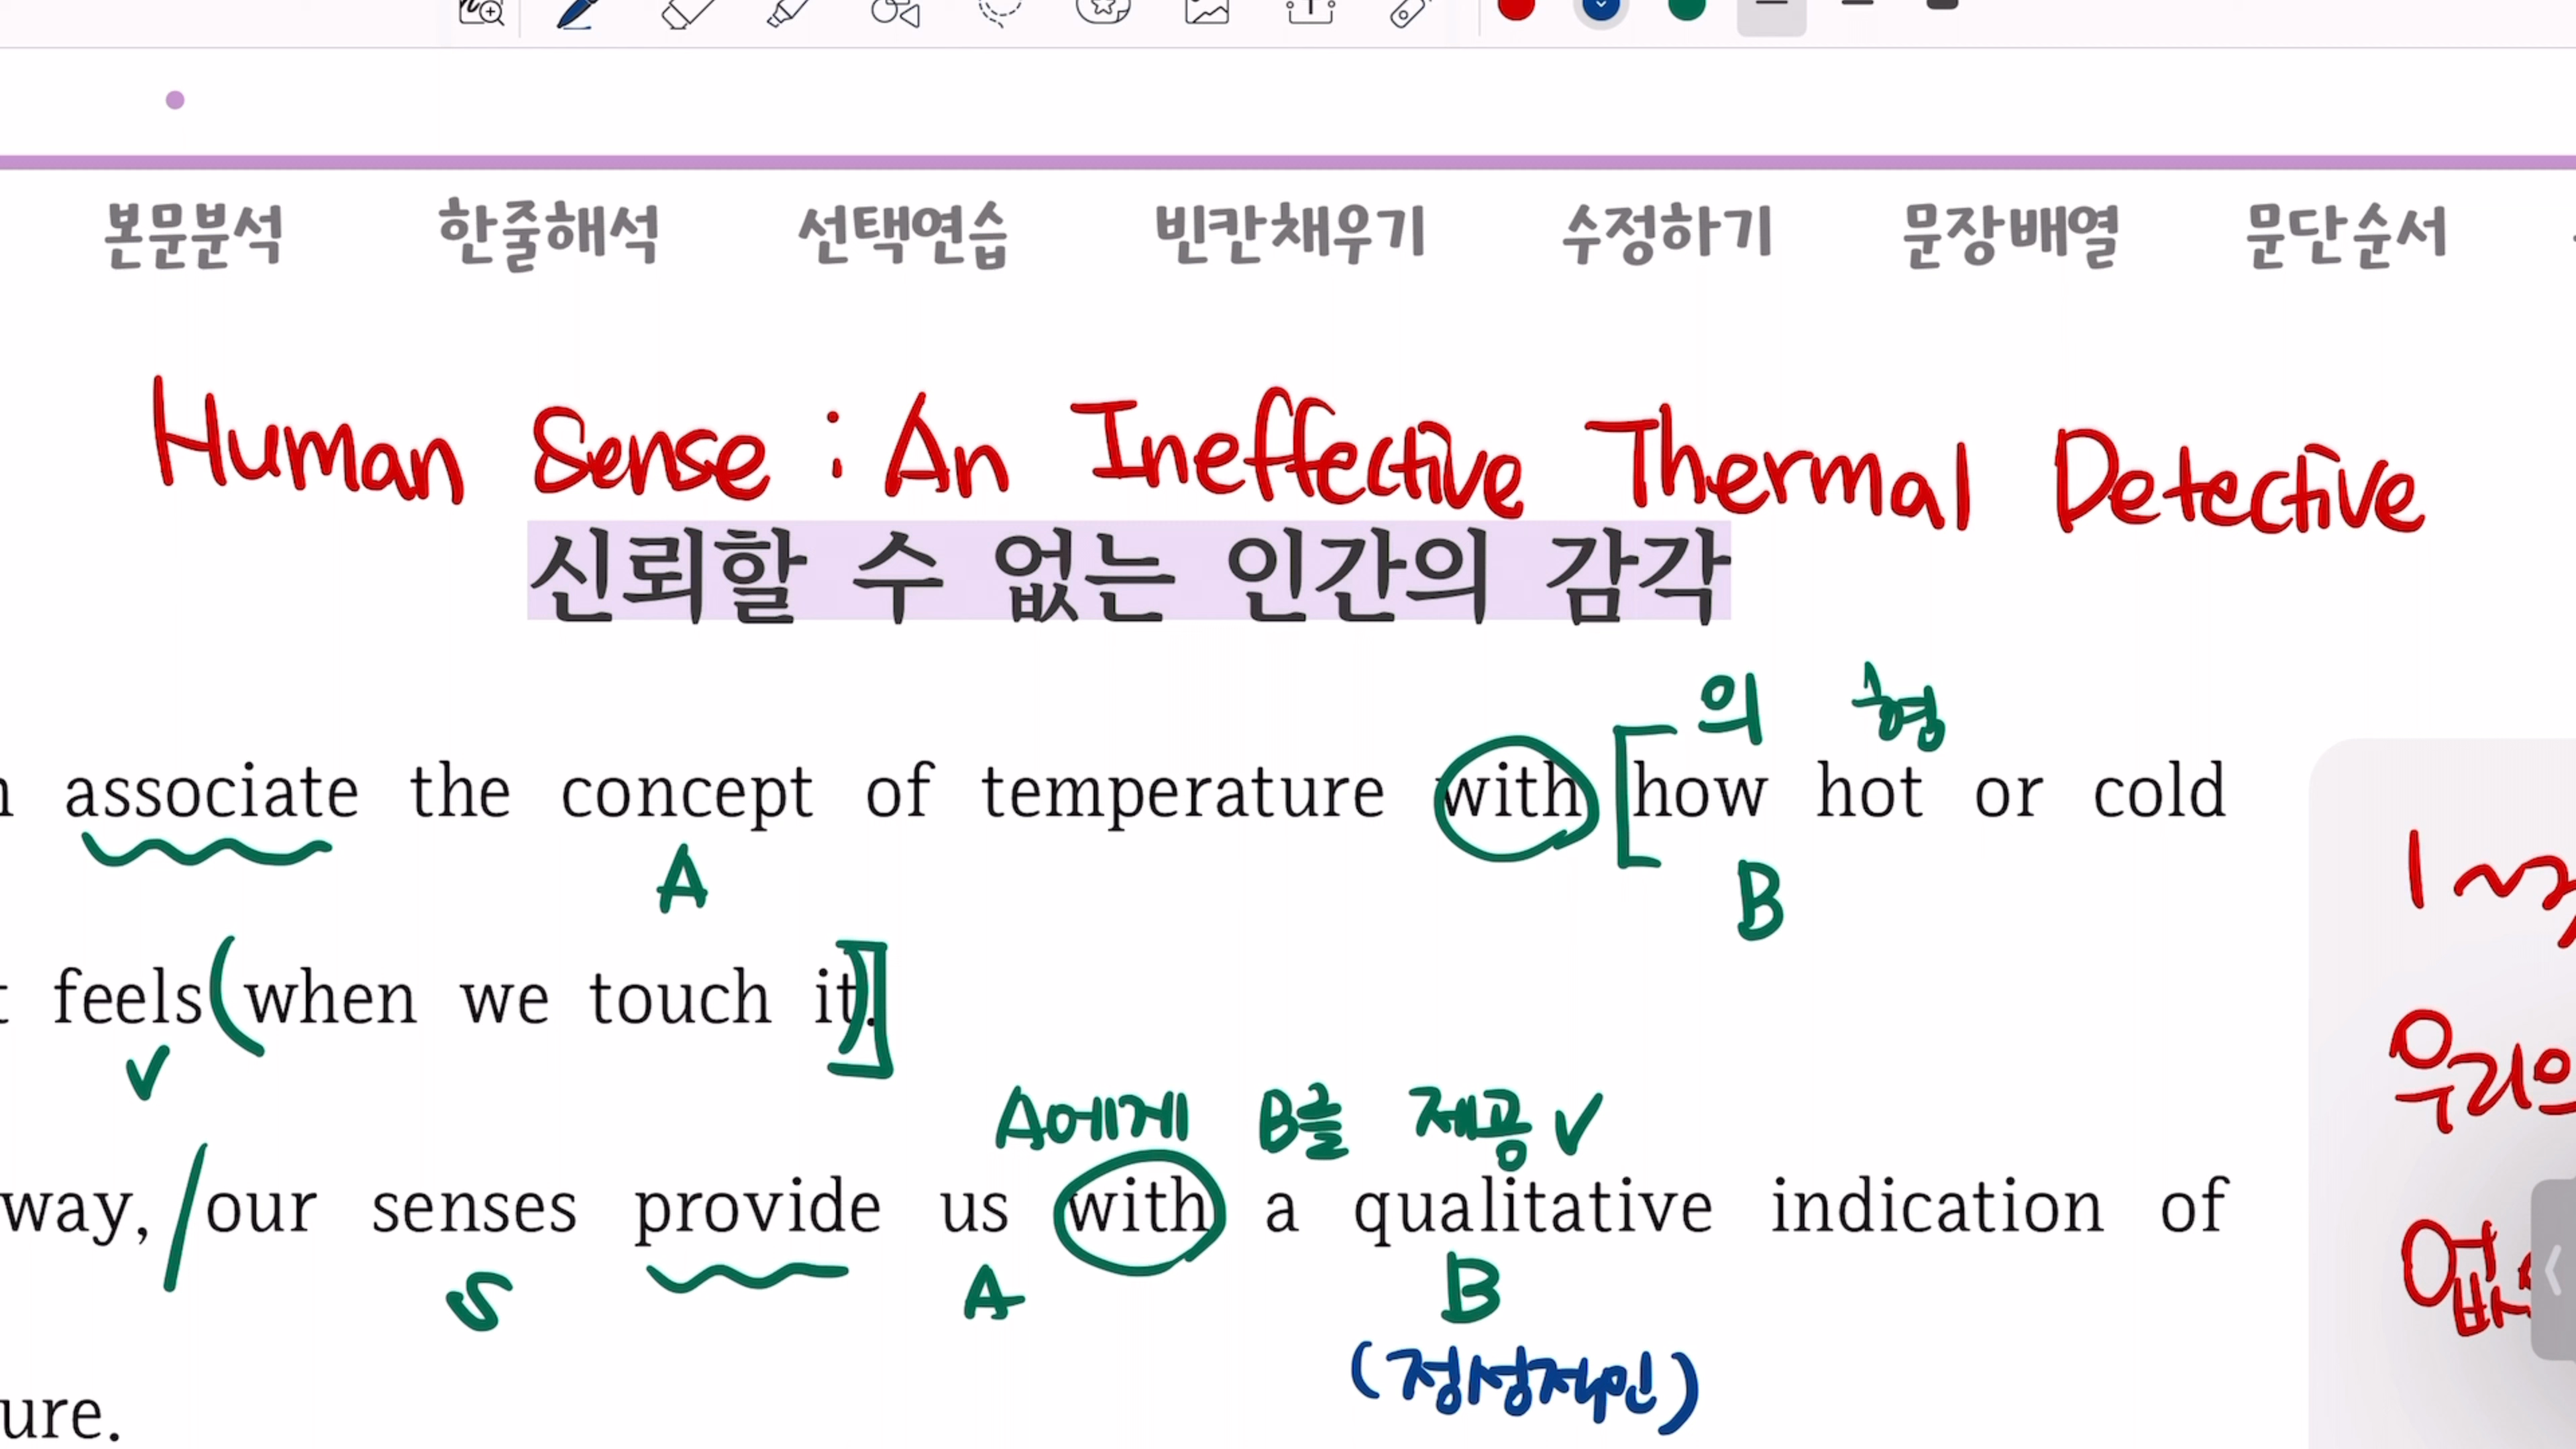 본문분석 한줄해석 선택연습 빈칸채우기 수정하기 문장배열 문단순서
Human Sense : An Ineffective Thermal Detective
신뢰할 수 없는 인간의 감각
의 형
associate the concept of temperature with [how hot or cold
A B
feels (when we touch it).]
V
A에게 B를 제공 ✓
way, / our senses provide us with a qualitative indication of
S A B
(정성적인)
ure.
1
우리의